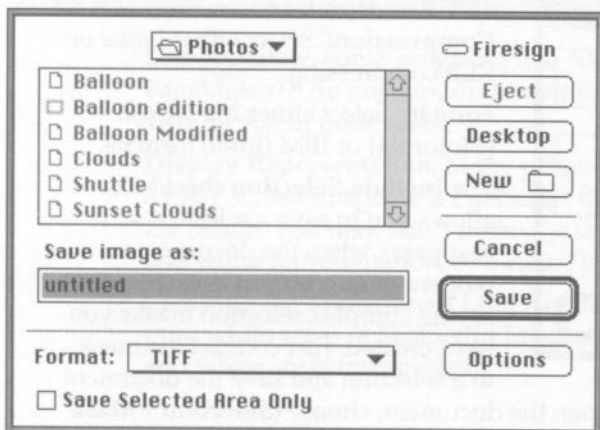 Photos
Firesign
Balloon
Balloon edition
Balloon Modified
Clouds
Shuttle
Sunset Clouds
Eject
Desktop
New
Cancel
Save
Options
Save image as:
untitled
Format: TIFF
Save Selected Area Only